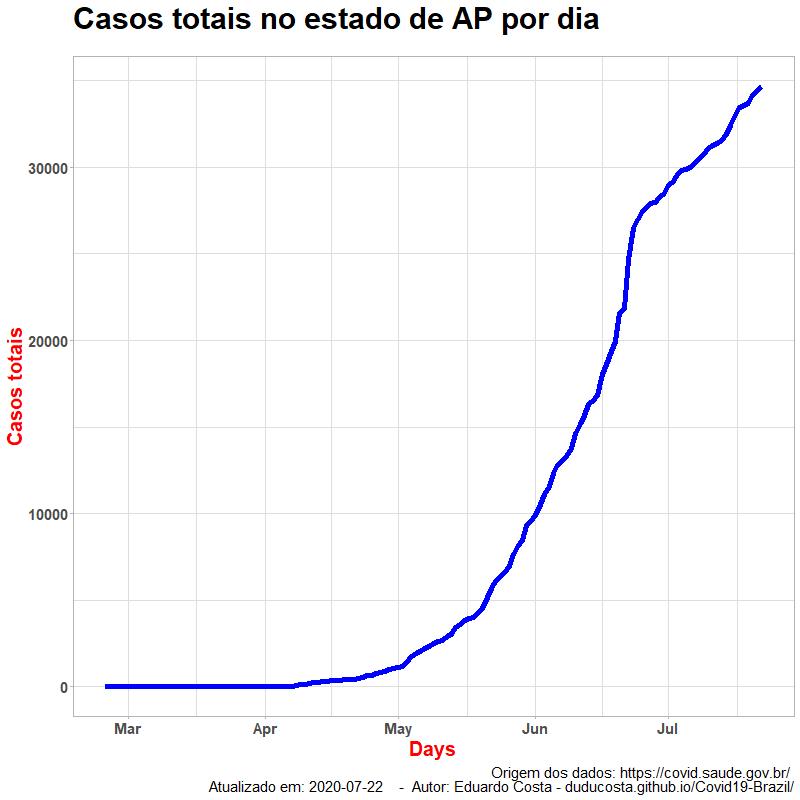 Casos totais no estado de AP por dia
Casos totais
30000
20000
10000
0
Mar Apr May Jun Jul
Days
Origem dos dados: https://covid.saude.gov.br/
Atualizado em: 2020-07-22 - Autor: Eduardo Costa - duducosta.github.io/Covid19-Brazil/